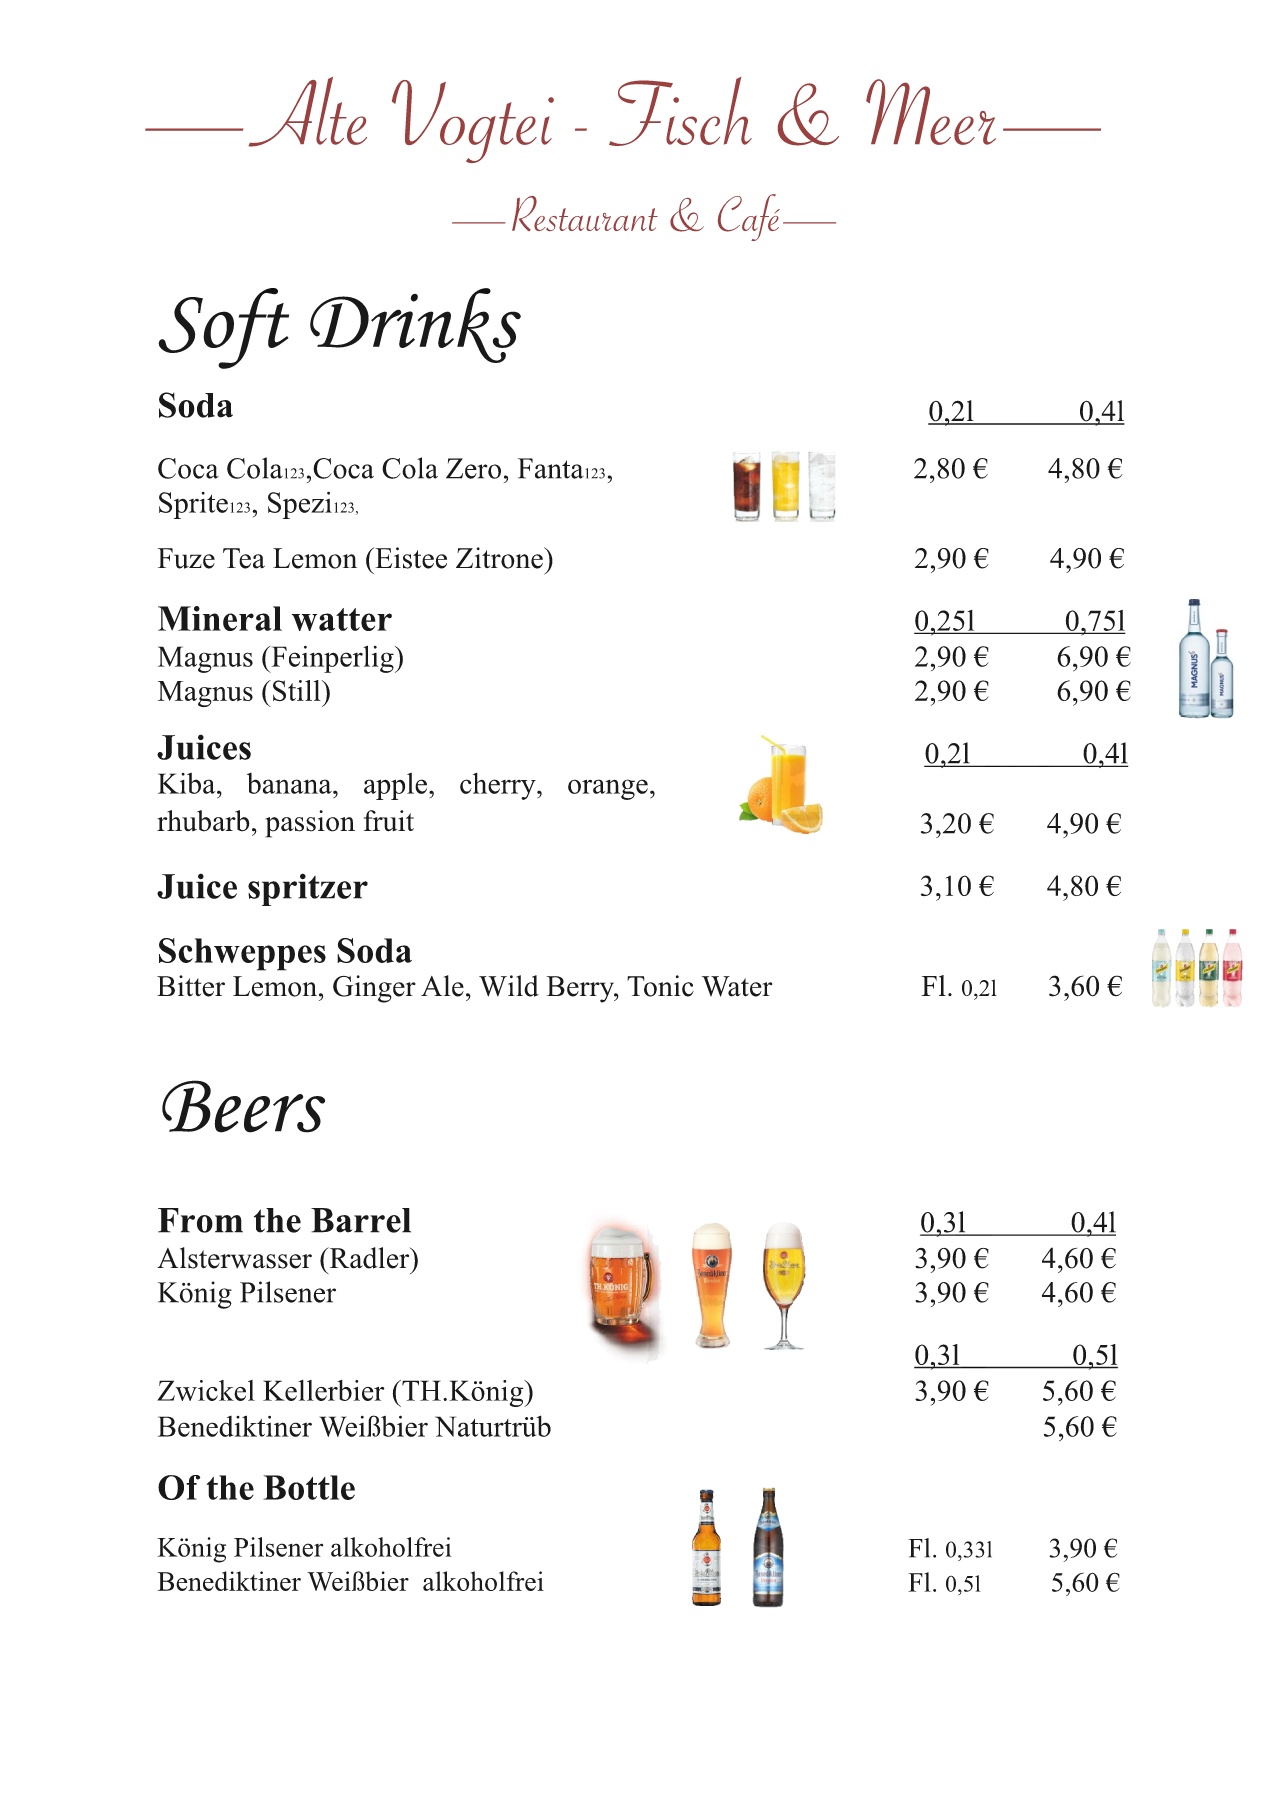 Alte Vogtei - Fisch & Meer
Restaurant & Café
Soft Drinks
Soda 0,2l 0,4l
Coca Cola123,Coca Cola Zero, Fanta123, 2,80 € 4,80 €
Sprite123, Spezi123,
Fuze Tea Lemon (Eistee Zitrone) 2,90 € 4,90 €
Mineral watter 0,25l 0,75l
Magnus (Feinperlig) 2,90 € 6,90 €
Magnus (Still) 2,90 € 6,90 €
MAGNUS MAGNUS
Juices 0,2l 0,4l
Kiba, banana, apple, cherry, orange,
rhubarb, passion fruit 3,20 € 4,90 €
Juice spritzer 3,10 € 4,80 €
Schweppes Soda
Bitter Lemon, Ginger Ale, Wild Berry, Tonic Water Fl. 0,2l 3,60 €
Beers
From the Barrel 0,3l 0,4l
Alsterwasser (Radler) 3,90 € 4,60 €
König Pilsener 3,90 € 4,60 €
TH.KÖNIG Benediktiner
0,3l 0,5l
Zwickel Kellerbier (TH.König) 3,90 € 5,60 €
Benediktiner Weißbier Naturtrüb 5,60 €
Of the Bottle
König Pilsener alkoholfrei Fl. 0,33l 3,90 €
Benediktiner Weißbier alkoholfrei Fl. 0,5l 5,60 €